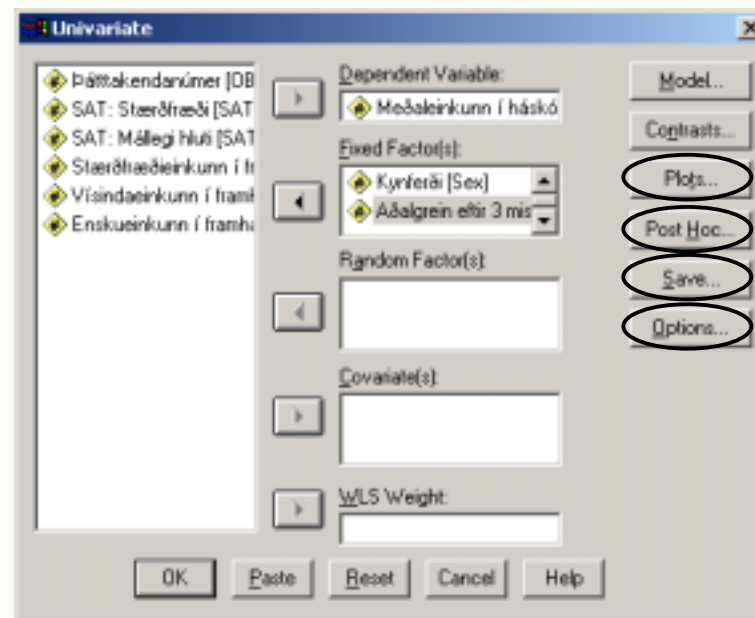 Univariate
Þátttakendanúmer [DB
SAT: Stærðfræði [SAT
SAT: Mállegi hluti [SAT
Stærðfræðieinkunn í fr
Vísindaeinkunn í framh
Enskueinkunn í framha
Dependent Variable:
Meðaleinkunn í háskó
Fixed Factor(s):
Kynferði [Sex]
Aðalgrein eftir 3 mis
Random Factor(s):
Covariate(s):
WLS Weight:
Model...
Contrasts...
Plots...
Post Hoc...
Save...
Options...
OK Paste Reset Cancel Help